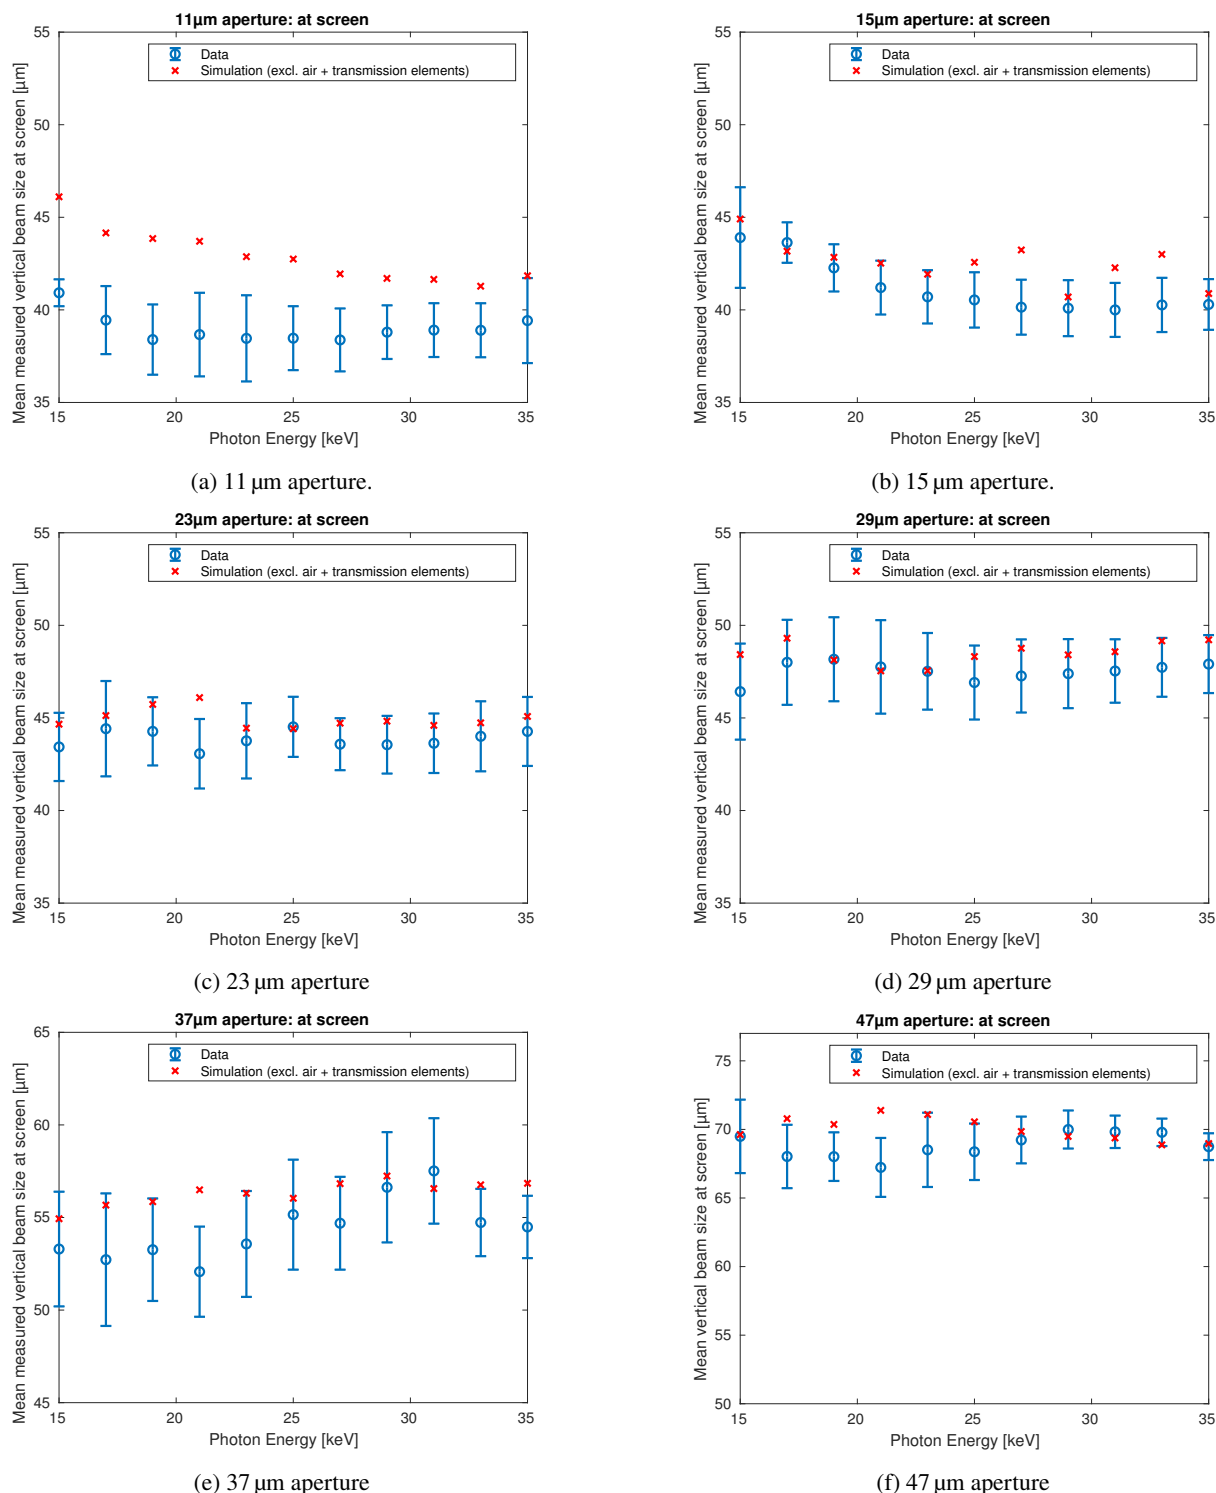 11µm aperture: at screen
Mean measured vertical beam size at screen [µm]
55
50
45
40
35
Data
Simulation (excl. air + transmission elements)
15 20 25 30 35
Photon Energy [keV]
(a) 11 µm aperture.
15µm aperture: at screen
Mean measured vertical beam size at screen [µm]
55
50
45
40
35
Data
Simulation (excl. air + transmission elements)
15 20 25 30 35
Photon Energy [keV]
(b) 15 µm aperture.
23µm aperture: at screen
Mean measured vertical beam size at screen [µm]
55
50
45
40
35
Data
Simulation (excl. air + transmission elements)
15 20 25 30 35
Photon Energy [keV]
(c) 23 µm aperture
29µm aperture: at screen
Mean measured vertical beam size at screen [µm]
55
50
45
40
35
Data
Simulation (excl. air + transmission elements)
15 20 25 30 35
Photon Energy [keV]
(d) 29 µm aperture
37µm aperture: at screen
Mean measured vertical beam size at screen [µm]
65
60
55
50
45
Data
Simulation (excl. air + transmission elements)
15 20 25 30 35
Photon Energy [keV]
(e) 37 µm aperture
47µm aperture: at screen
Mean vertical beam size at screen [µm]
75
70
65
60
55
50
Data
Simulation (excl. air + transmission elements)
15 20 25 30 35
Photon Energy [keV]
(f) 47 µm aperture